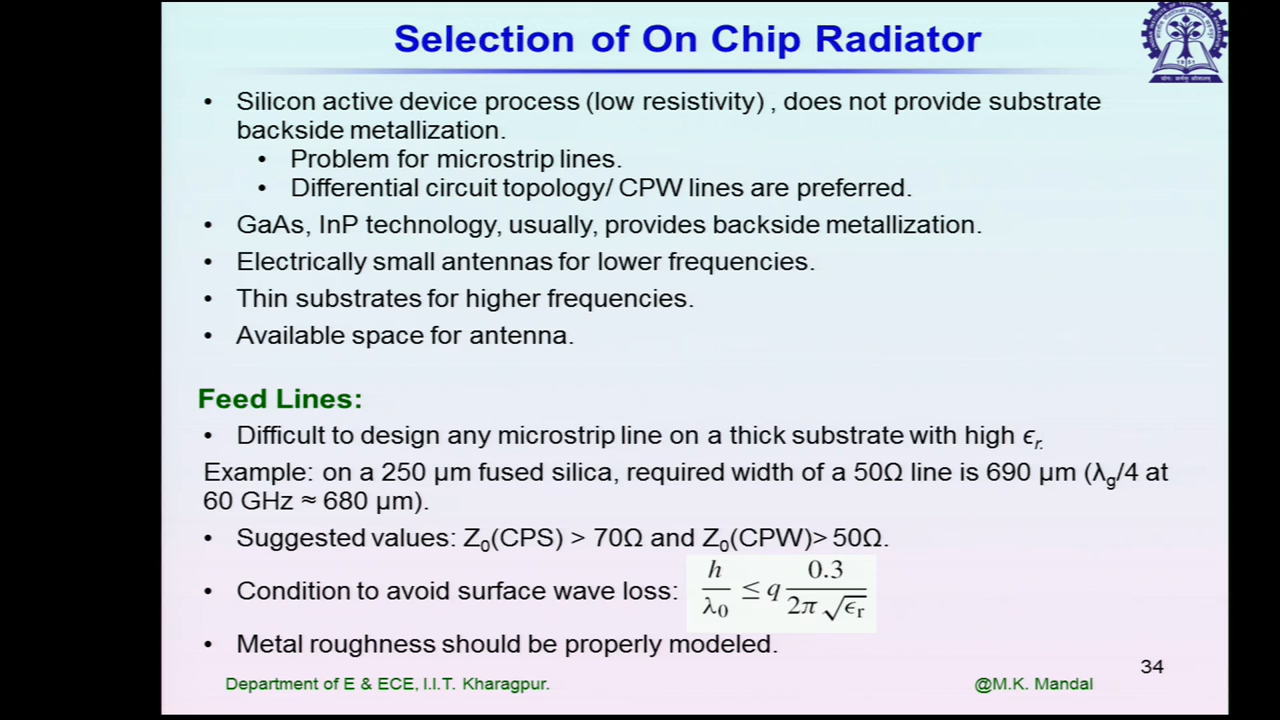 Selection of On Chip Radiator
• Silicon active device process (low resistivity) , does not provide substrate
backside metallization.
• Problem for microstrip lines.
• Differential circuit topology/ CPW lines are preferred.
• GaAs, InP technology, usually, provides backside metallization.
• Electrically small antennas for lower frequencies.
• Thin substrates for higher frequencies.
• Available space for antenna.
Feed Lines:
• Difficult to design any microstrip line on a thick substrate with high ϵr.
Example: on a 250 µm fused silica, required width of a 50Ω line is 690 µm (λg/4 at
60 GHz ≈ 680 µm).
• Suggested values: Z0(CPS) > 70Ω and Z0(CPW)> 50Ω.
• Condition to avoid surface wave loss: h/λ0 ≤ q 0.3/(2π√ϵr)
• Metal roughness should be properly modeled.
34
Department of E & ECE, I.I.T. Kharagpur. @M.K. Mandal